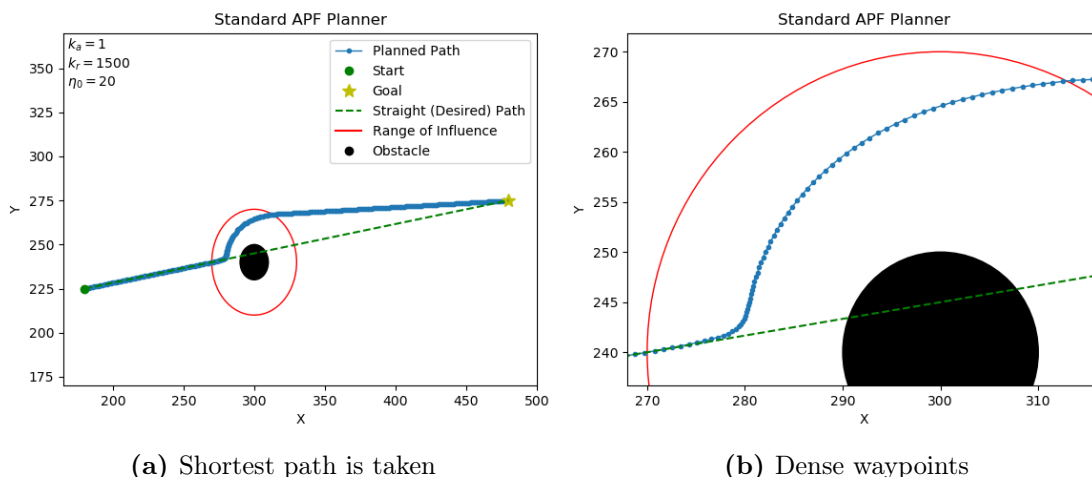 Standard APF Planner
k_a = 1
k_r = 1500
η_0 = 20
Planned Path
Start
Goal
Straight (Desired) Path
Range of Influence
Obstacle
350
325
300
275
250
225
200
175
Y
200
250
300
350
400
450
500
X
(a) Shortest path is taken
Standard APF Planner
270
265
260
255
250
245
240
Y
270
280
290
300
310
X
(b) Dense waypoints